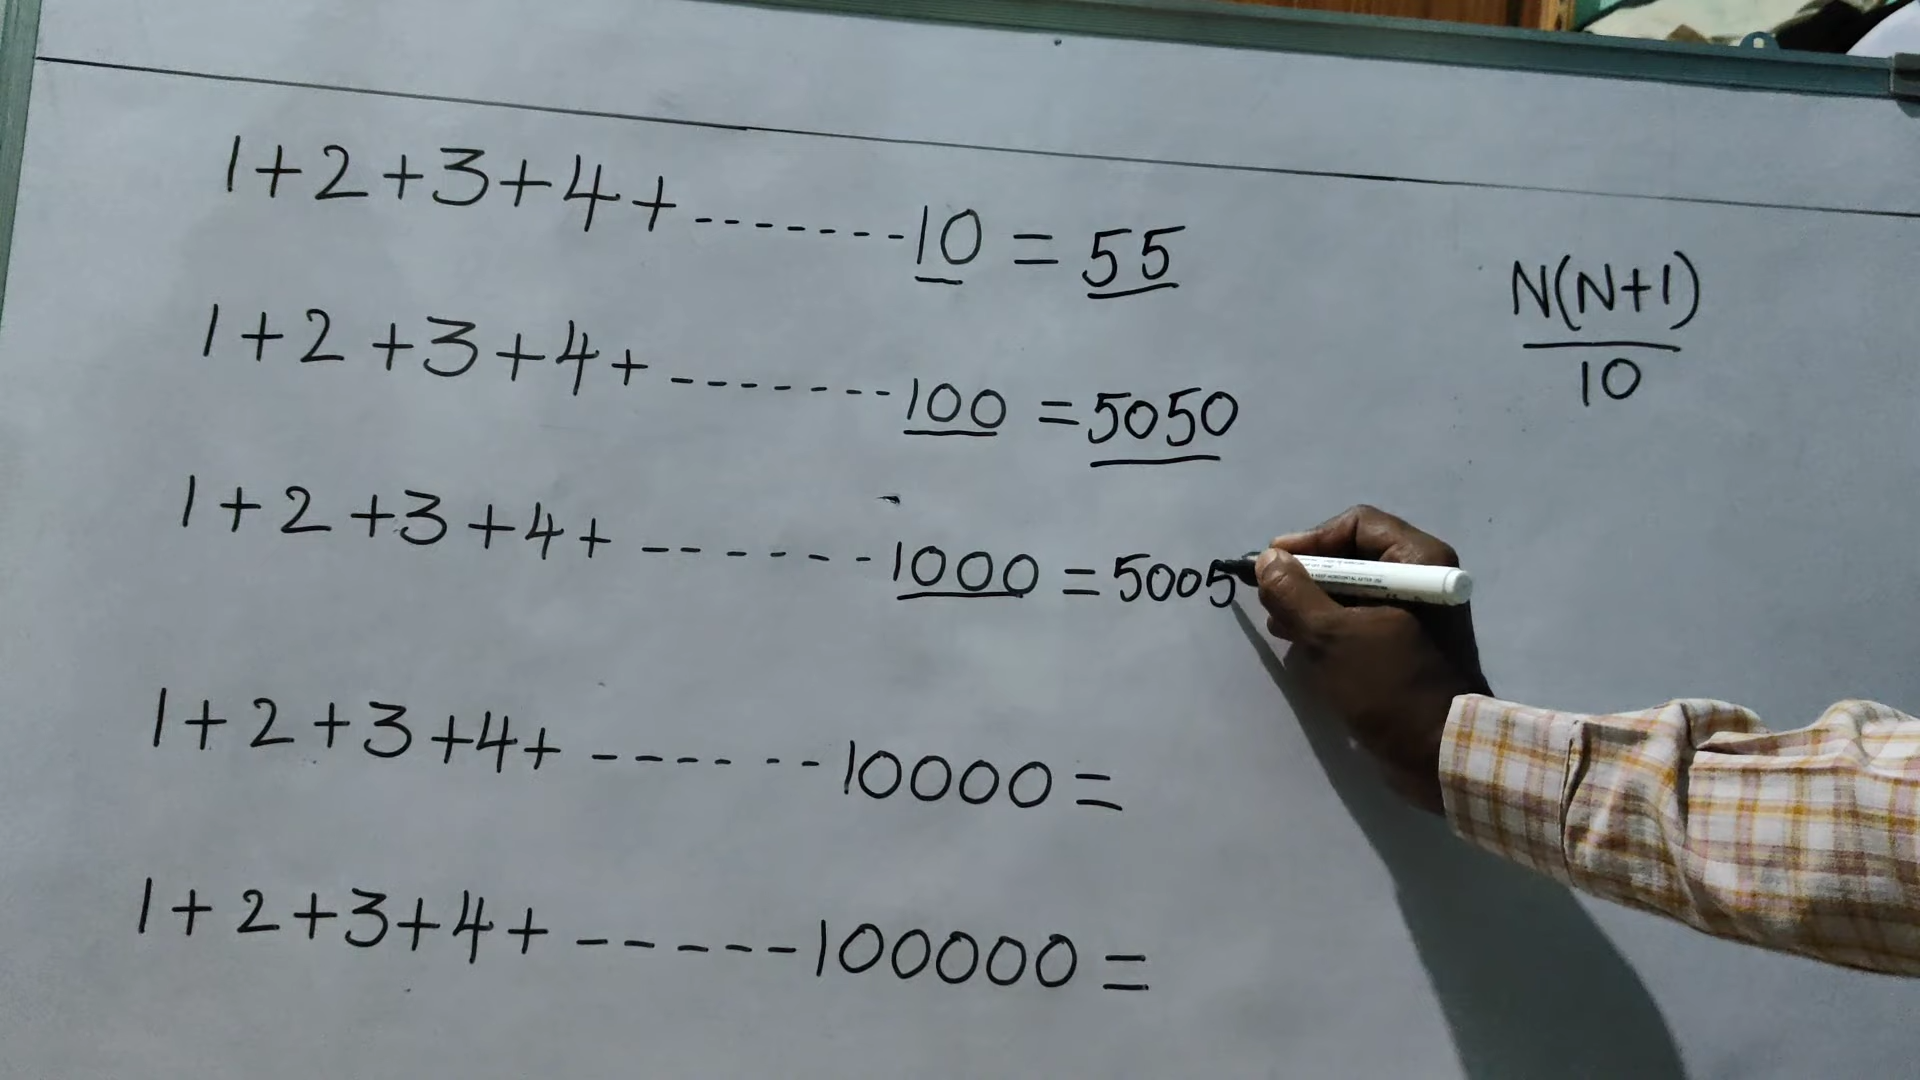 1+2+3+4+-------10 = 55
N(N+1)
10
1+2+3+4+-------100 =5050
1+2+3+4+------1000 =5005
1+2+3+4+------10000 =
1+2+3+4+-----100000 =